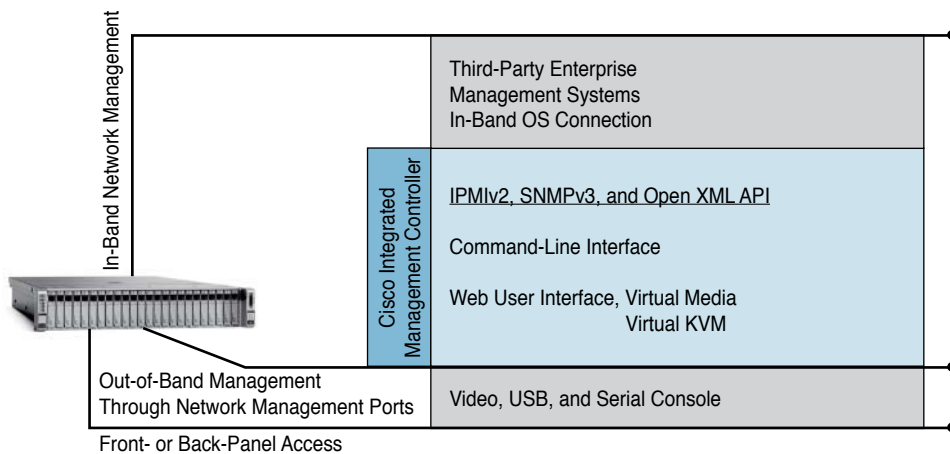 In-Band Network Management
Third-Party Enterprise
Management Systems
In-Band OS Connection
Cisco Integrated
Management Controller
IPMIv2, SNMPv3, and Open XML API
Command-Line Interface
Web User Interface, Virtual Media
Virtual KVM
Out-of-Band Management
Through Network Management Ports
Video, USB, and Serial Console
Front- or Back-Panel Access